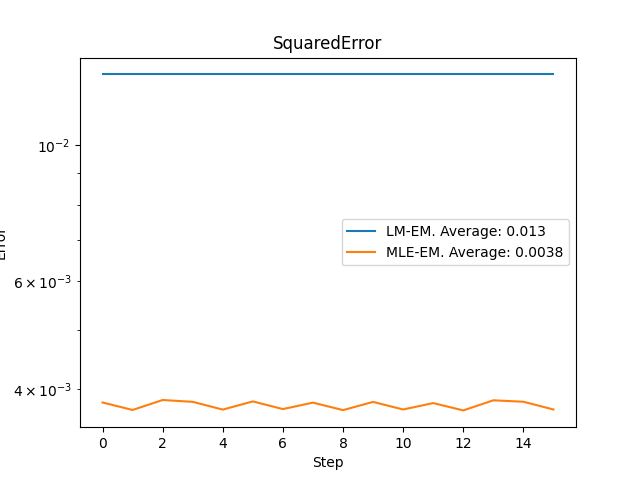 SquaredError
Error
10⁻²
6 × 10⁻³
4 × 10⁻³
LM-EM. Average: 0.013
MLE-EM. Average: 0.0038
0 2 4 6 8 10 12 14
Step